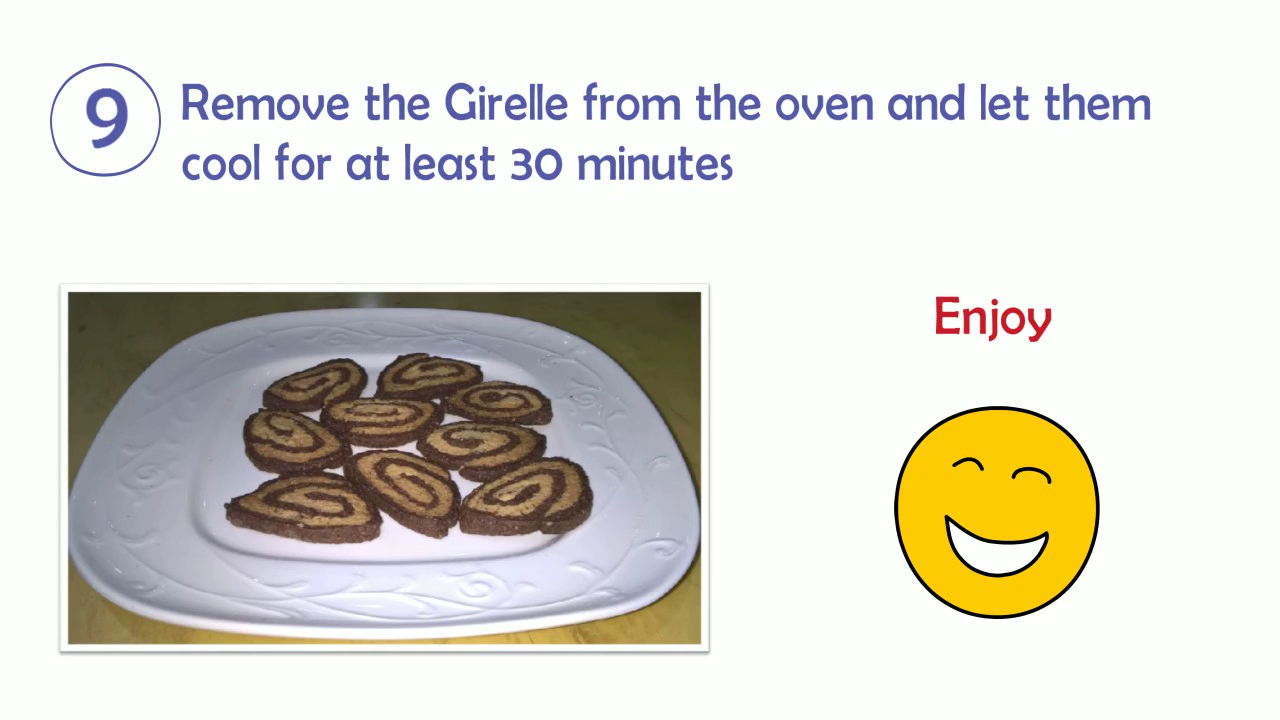 9
Remove the Girelle from the oven and let them
cool for at least 30 minutes
Enjoy